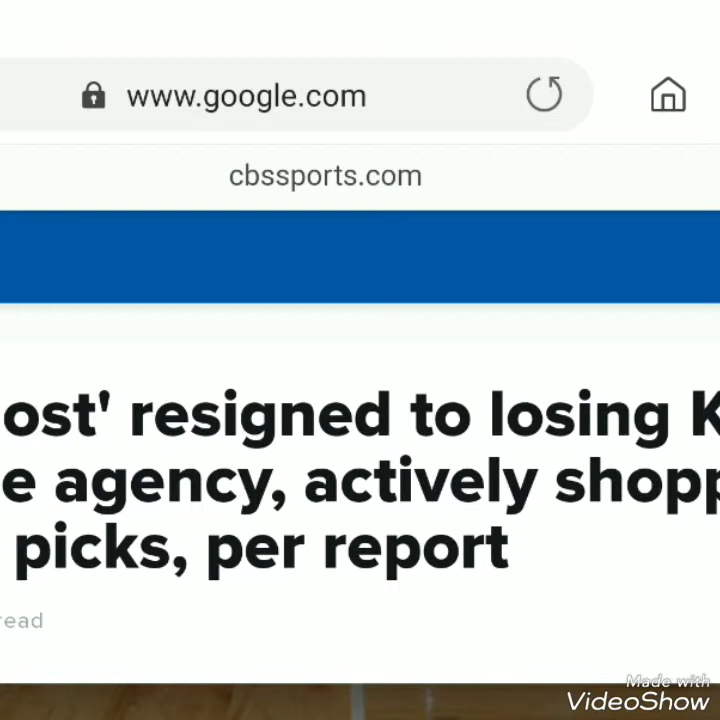 www.google.com
cbssports.com
ost' resigned to losing K
e agency, actively shopp
picks, per report
read
Made with
VideoShow